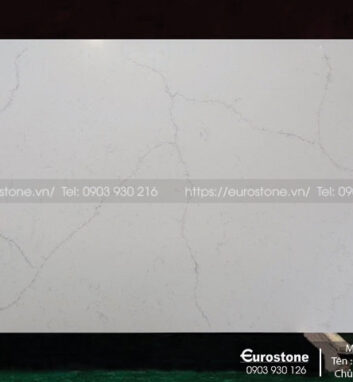 stone.vn/ Tel: 0903 930 216 https://eurostone.vn/ Tel: 09
Eurostone
0903 930 126
M
Tên :
Chủ